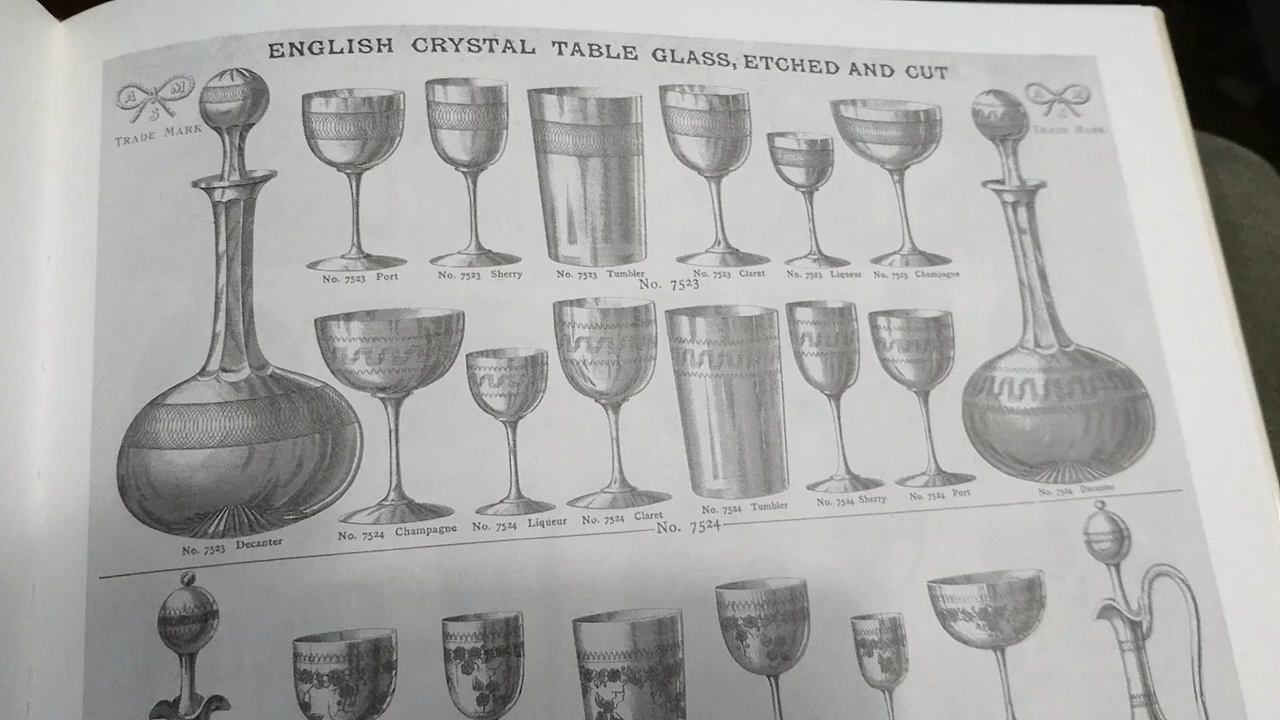 ENGLISH CRYSTAL TABLE GLASS, ETCHED AND CUT
A M
S
TRADE MARK
TRADE MARK
No. 7523 Port
No. 7523 Sherry
No. 7523 Tumbler
No. 7523 Claret
No. 7523 Liqueur
No. 7523 Champagne
No. 7523
No. 7523 Decanter
No. 7524 Champagne
No. 7524 Liqueur
No. 7524 Claret
No. 7524 Tumbler
No. 7524 Sherry
No. 7524 Port
No. 7524 Decanter
No. 7524